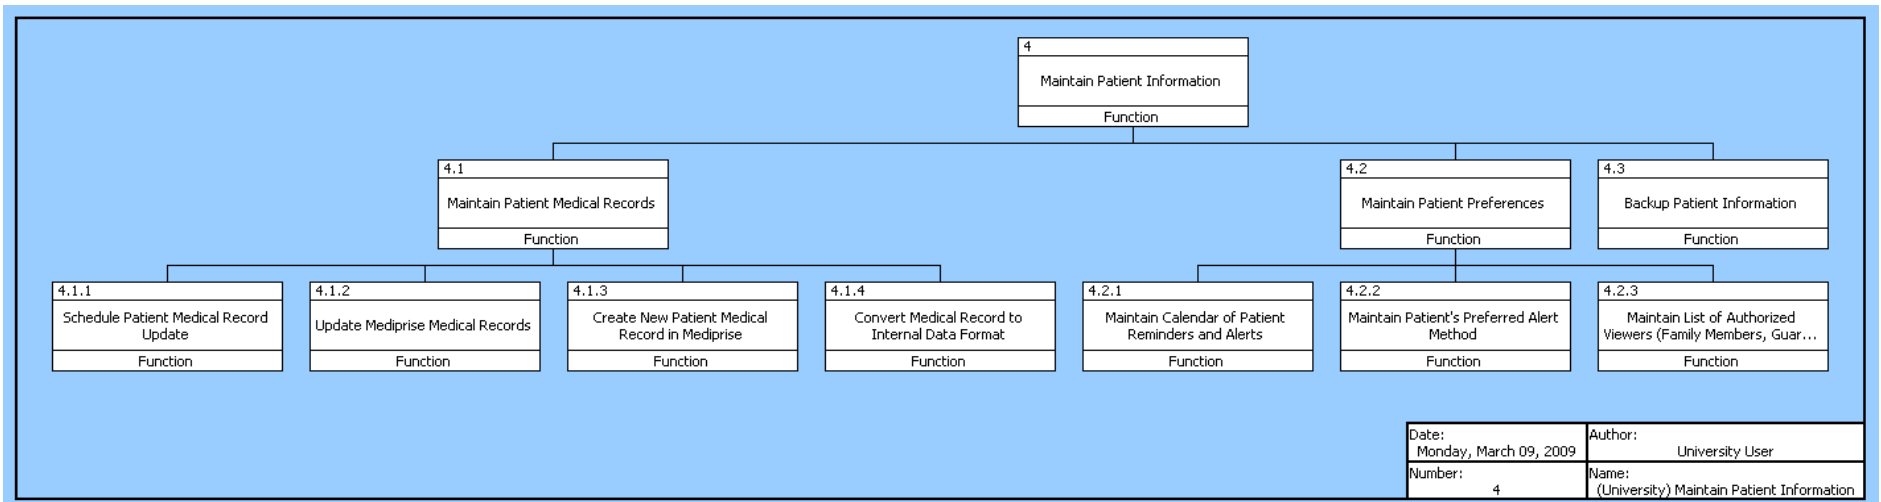 4
Maintain Patient Information
Function
4.1
Maintain Patient Medical Records
Function
4.2
Maintain Patient Preferences
Function
4.3
Backup Patient Information
Function
4.1.1
Schedule Patient Medical Record
Update
Function
4.1.2
Update Mediprise Medical Records
Function
4.1.3
Create New Patient Medical
Record in Mediprise
Function
4.1.4
Convert Medical Record to
Internal Data Format
Function
4.2.1
Maintain Calendar of Patient
Reminders and Alerts
Function
4.2.2
Maintain Patient's Preferred Alert
Method
Function
4.2.3
Maintain List of Authorized
Viewers (Family Members, Guar...
Function
Date:
Monday, March 09, 2009
Author:
University User
Number:
4
Name:
(University) Maintain Patient Information